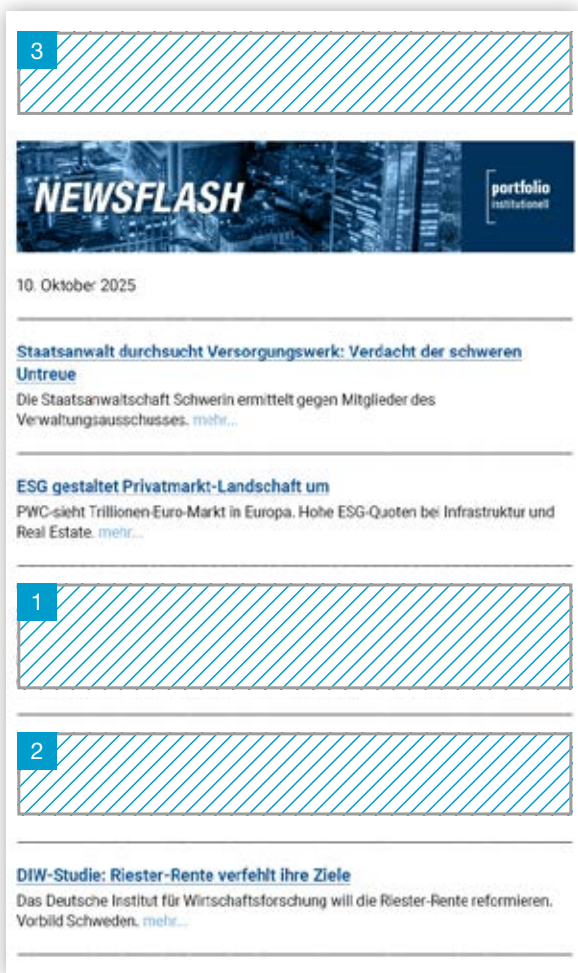 3
NEWSFLASH
portfolio
institutionell
10. Oktober 2025
Staatsanwalt durchsucht Versorgungswerk: Verdacht der schweren
Untreue
Die Staatsanwaltschaft Schwerin ermittelt gegen Mitglieder des
Verwaltungsausschusses. mehr...
ESG gestaltet Privatmarkt-Landschaft um
PWC-sieht Trillionen-Euro-Markt in Europa. Hohe ESG-Quoten bei Infrastruktur und
Real Estate. mehr...
1
2
DIW-Studie: Riester-Rente verfehlt ihre Ziele
Das Deutsche Institut für Wirtschaftsforschung will die Riester-Rente reformieren.
Vorbild Schweden. mehr...